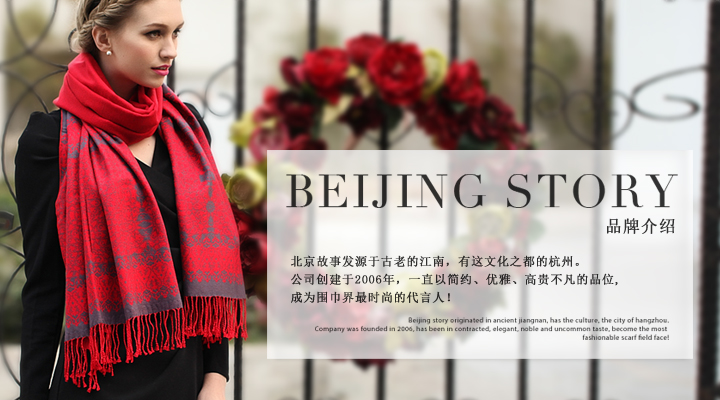 BEIJING STORY
品牌介绍
北京故事发源于古老的江南，有这文化之都的杭州。
公司创建于2006年，一直以简约、优雅、高贵不凡的品位，
成为围巾界最时尚的代言人！
Beijing story originated in ancient jiangnan, has the culture, the city of hangzhou.
Company was founded in 2006, has been in contracted, elegant, noble and uncommon taste, become the most
fashionable scarf field face!